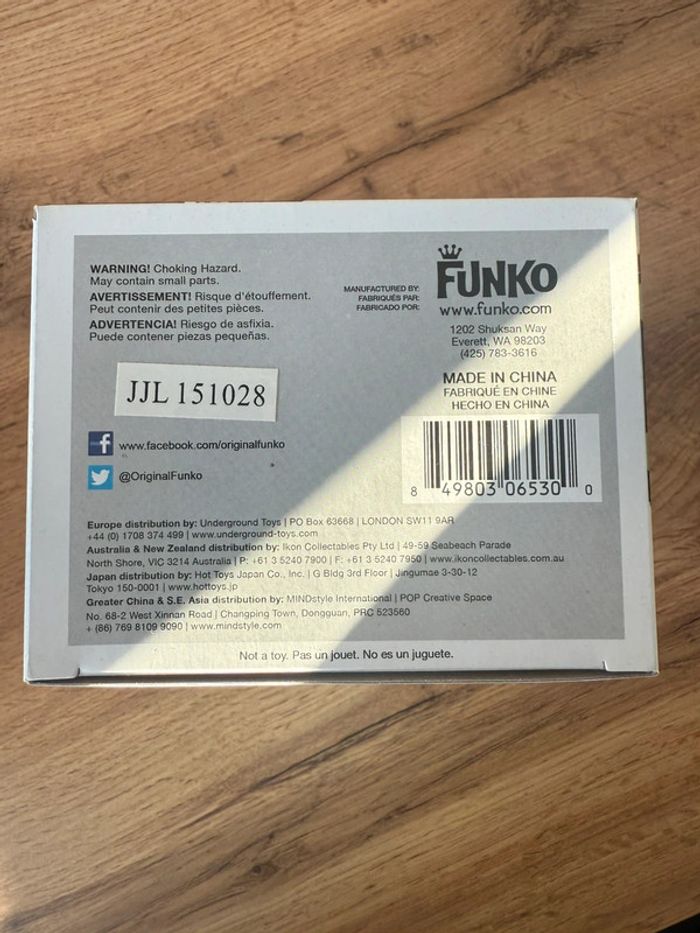 WARNING! Choking Hazard.
May contain small parts.
AVERTISSEMENT! Risque d'étouffement.
Peut contenir des petites pièces.
ADVERTENCIA! Riesgo de asfixia.
Puede contener piezas pequeñas.
MANUFACTURED BY:
FABRIQUÉS PAR:
FABRICADO POR:
FUNKO
www.funko.com
1202 Shuksan Way
Everett, WA 98203
(425) 783-3616
MADE IN CHINA
FABRIQUÉ EN CHINE
HECHO EN CHINA
JJL 151028
f www.facebook.com/originalfunko
@OriginalFunko
8 49803 06530 0
Europe distribution by: Underground Toys | PO Box 63668 | LONDON SW11 9AR
+44 (0) 1708 374 499 | www.underground-toys.com
Australia & New Zealand distribution by: Ikon Collectables Pty Ltd | 49-59 Seabeach Parade
North Shore, VIC 3214 Australia | P: +61 3 5240 7900 | F: +61 3 5240 7950 | www.ikoncollectables.com.au
Japan distribution by: Hot Toys Japan Co., Inc. | G Bldg 3rd Floor | Jingumae 3-30-12
Tokyo 150-0001 | www.hottoys.jp
Greater China & S.E. Asia distribution by: MINDstyle International | POP Creative Space
No. 68-2 West Xinnan Road | Changping Town, Dongguan, PRC 523560
+ (86) 769 8109 9090 | www.mindstyle.com
Not a toy. Pas un jouet. No es un juguete.